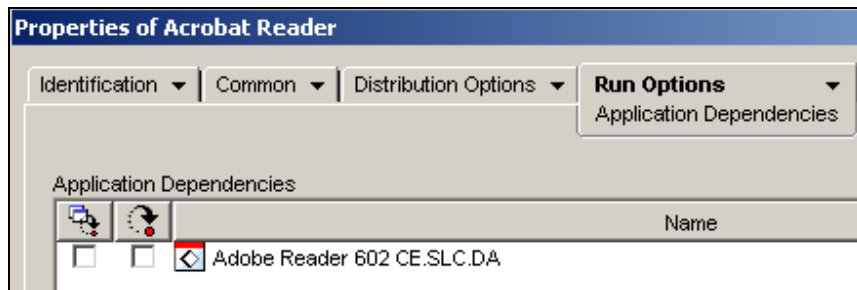 Properties of Acrobat Reader
Identification Common Distribution Options Run Options
Application Dependencies
Application Dependencies
Name
Adobe Reader 602 CE.SLC.DA